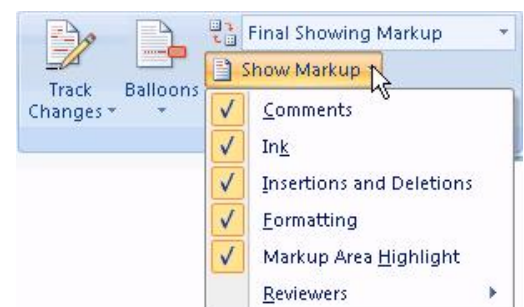 Final Showing Markup
Show Markup
Track Changes
Balloons
Comments
Ink
Insertions and Deletions
Formatting
Markup Area Highlight
Reviewers